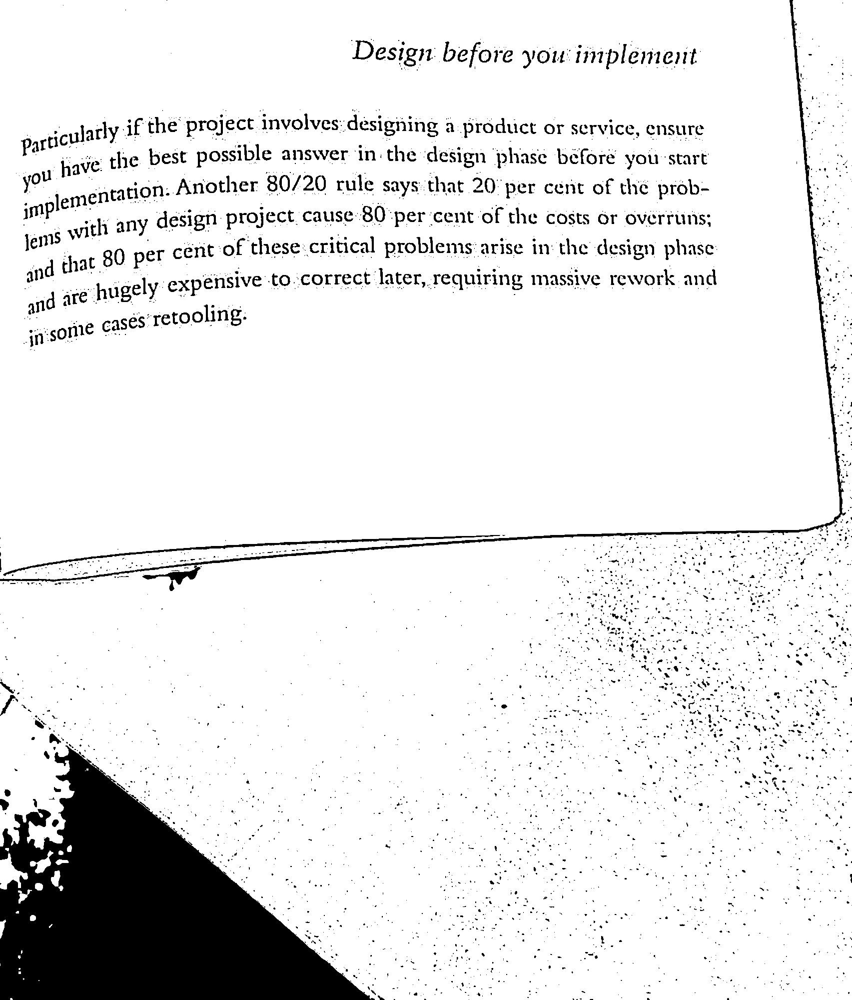 Design before you implement
Particularly if the project involves designing a product or service, ensure
you have the best possible answer in the design phase before you start
implementation. Another 80/20 rule says that 20 per cent of the prob-
lems with any design project cause 80 per cent of the costs or overruns;
and that 80 per cent of these critical problems arise in the design phase
and are hugely expensive to correct later, requiring massive rework and
in some cases retooling.